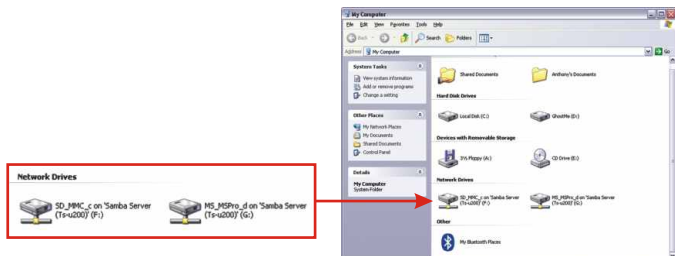 Network Drives
SD_MMC_c on 'Samba Server (Ts-u200)' (F:)
MS_MSPro_d on 'Samba Server (Ts-u200)' (G:)
My Computer
File Edit View Favorites Tools Help
Back Search Folders
Address My Computer Go
System Tasks
View system information
Add or remove programs
Change a setting
Other Places
My Network Places
My Documents
Shared Documents
Control Panel
Details
My Computer
System Folder
Shared Documents
Anthony's Documents
Hard Disk Drives
Local Disk (C:)
GhostMe (D:)
Devices with Removable Storage
3½ Floppy (A:)
CD Drive (E:)
Network Drives
SD_MMC_c on 'Samba Server (Ts-u200)' (F:)
MS_MSPro_d on 'Samba Server (Ts-u200)' (G:)
Other
My Bluetooth Places